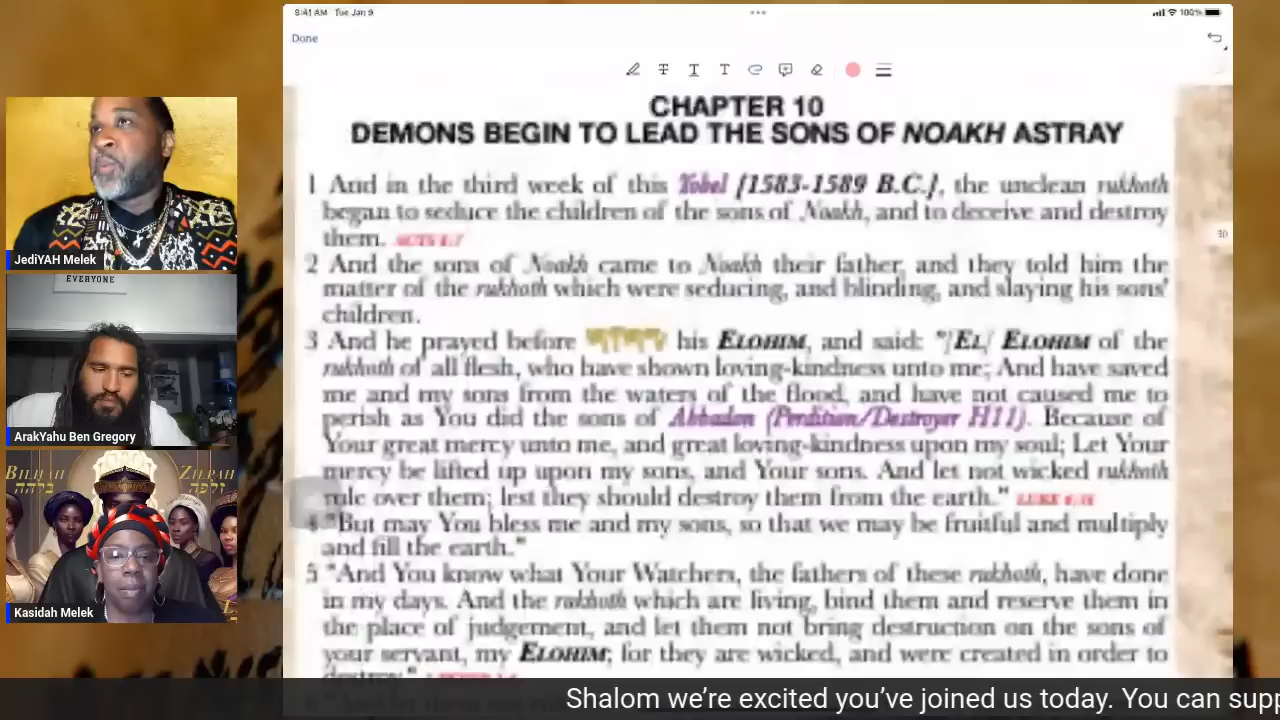 9:41 AM Tue Jan 9
100%
Done
CHAPTER 10
DEMONS BEGIN TO LEAD THE SONS OF NOAKH ASTRAY
1 And in the third week of this Yobel [1583-1589 B.C.], the unclean rukhoth
began to seduce the children of the sons of Noakh, and to deceive and destroy
them.
2 And the sons of Noakh came to Noakh their father, and they told him the
matter of the rukhoth which were seducing, and blinding, and slaying his sons'
children.
3 And he prayed before his ELOHIM, and said: "/EL/ ELOHIM of the
rukhoth of all flesh, who have shown loving-kindness unto me; And have saved
me and my sons from the waters of the flood, and have not caused me to
perish as You did the sons of Abbadon (Perdition/Destroyer H11). Because of
Your great mercy unto me, and great loving-kindness upon my soul; Let Your
mercy be lifted up upon my sons, and Your sons. And let not wicked rukhoth
rule over them; lest they should destroy them from the earth."
4 "But may You bless me and my sons, so that we may be fruitful and multiply
and fill the earth."
5 "And You know what Your Watchers, the fathers of these rukhoth, have done
in my days. And the rukhoth which are living, bind them and reserve them in
the place of judgement, and let them not bring destruction on the sons of
your servant, my ELOHIM; for they are wicked, and were created in order to
destroy."
30
JediYAH Melek
EVERYONE
ArakYahu Ben Gregory
BILHAH
בלהה
ZILPAH
זלפה
Kasidah Melek
Shalom we're excited you've joined us today. You can supp